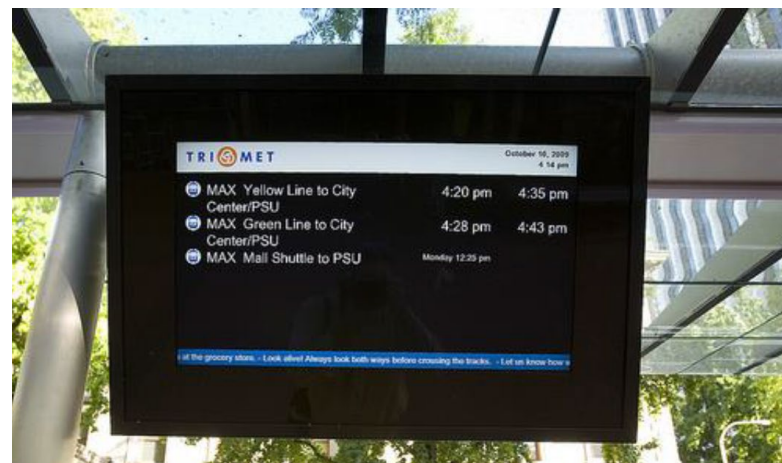 TRIMET
October 10, 2009
4 14 pm
MAX Yellow Line to City 4:20 pm 4:35 pm
Center/PSU
MAX Green Line to City 4:28 pm 4:43 pm
Center/PSU
MAX Mall Shuttle to PSU Monday 12:25 pm
at the grocery store. - Look alive! Always look both ways before crossing the tracks. - Let us know how